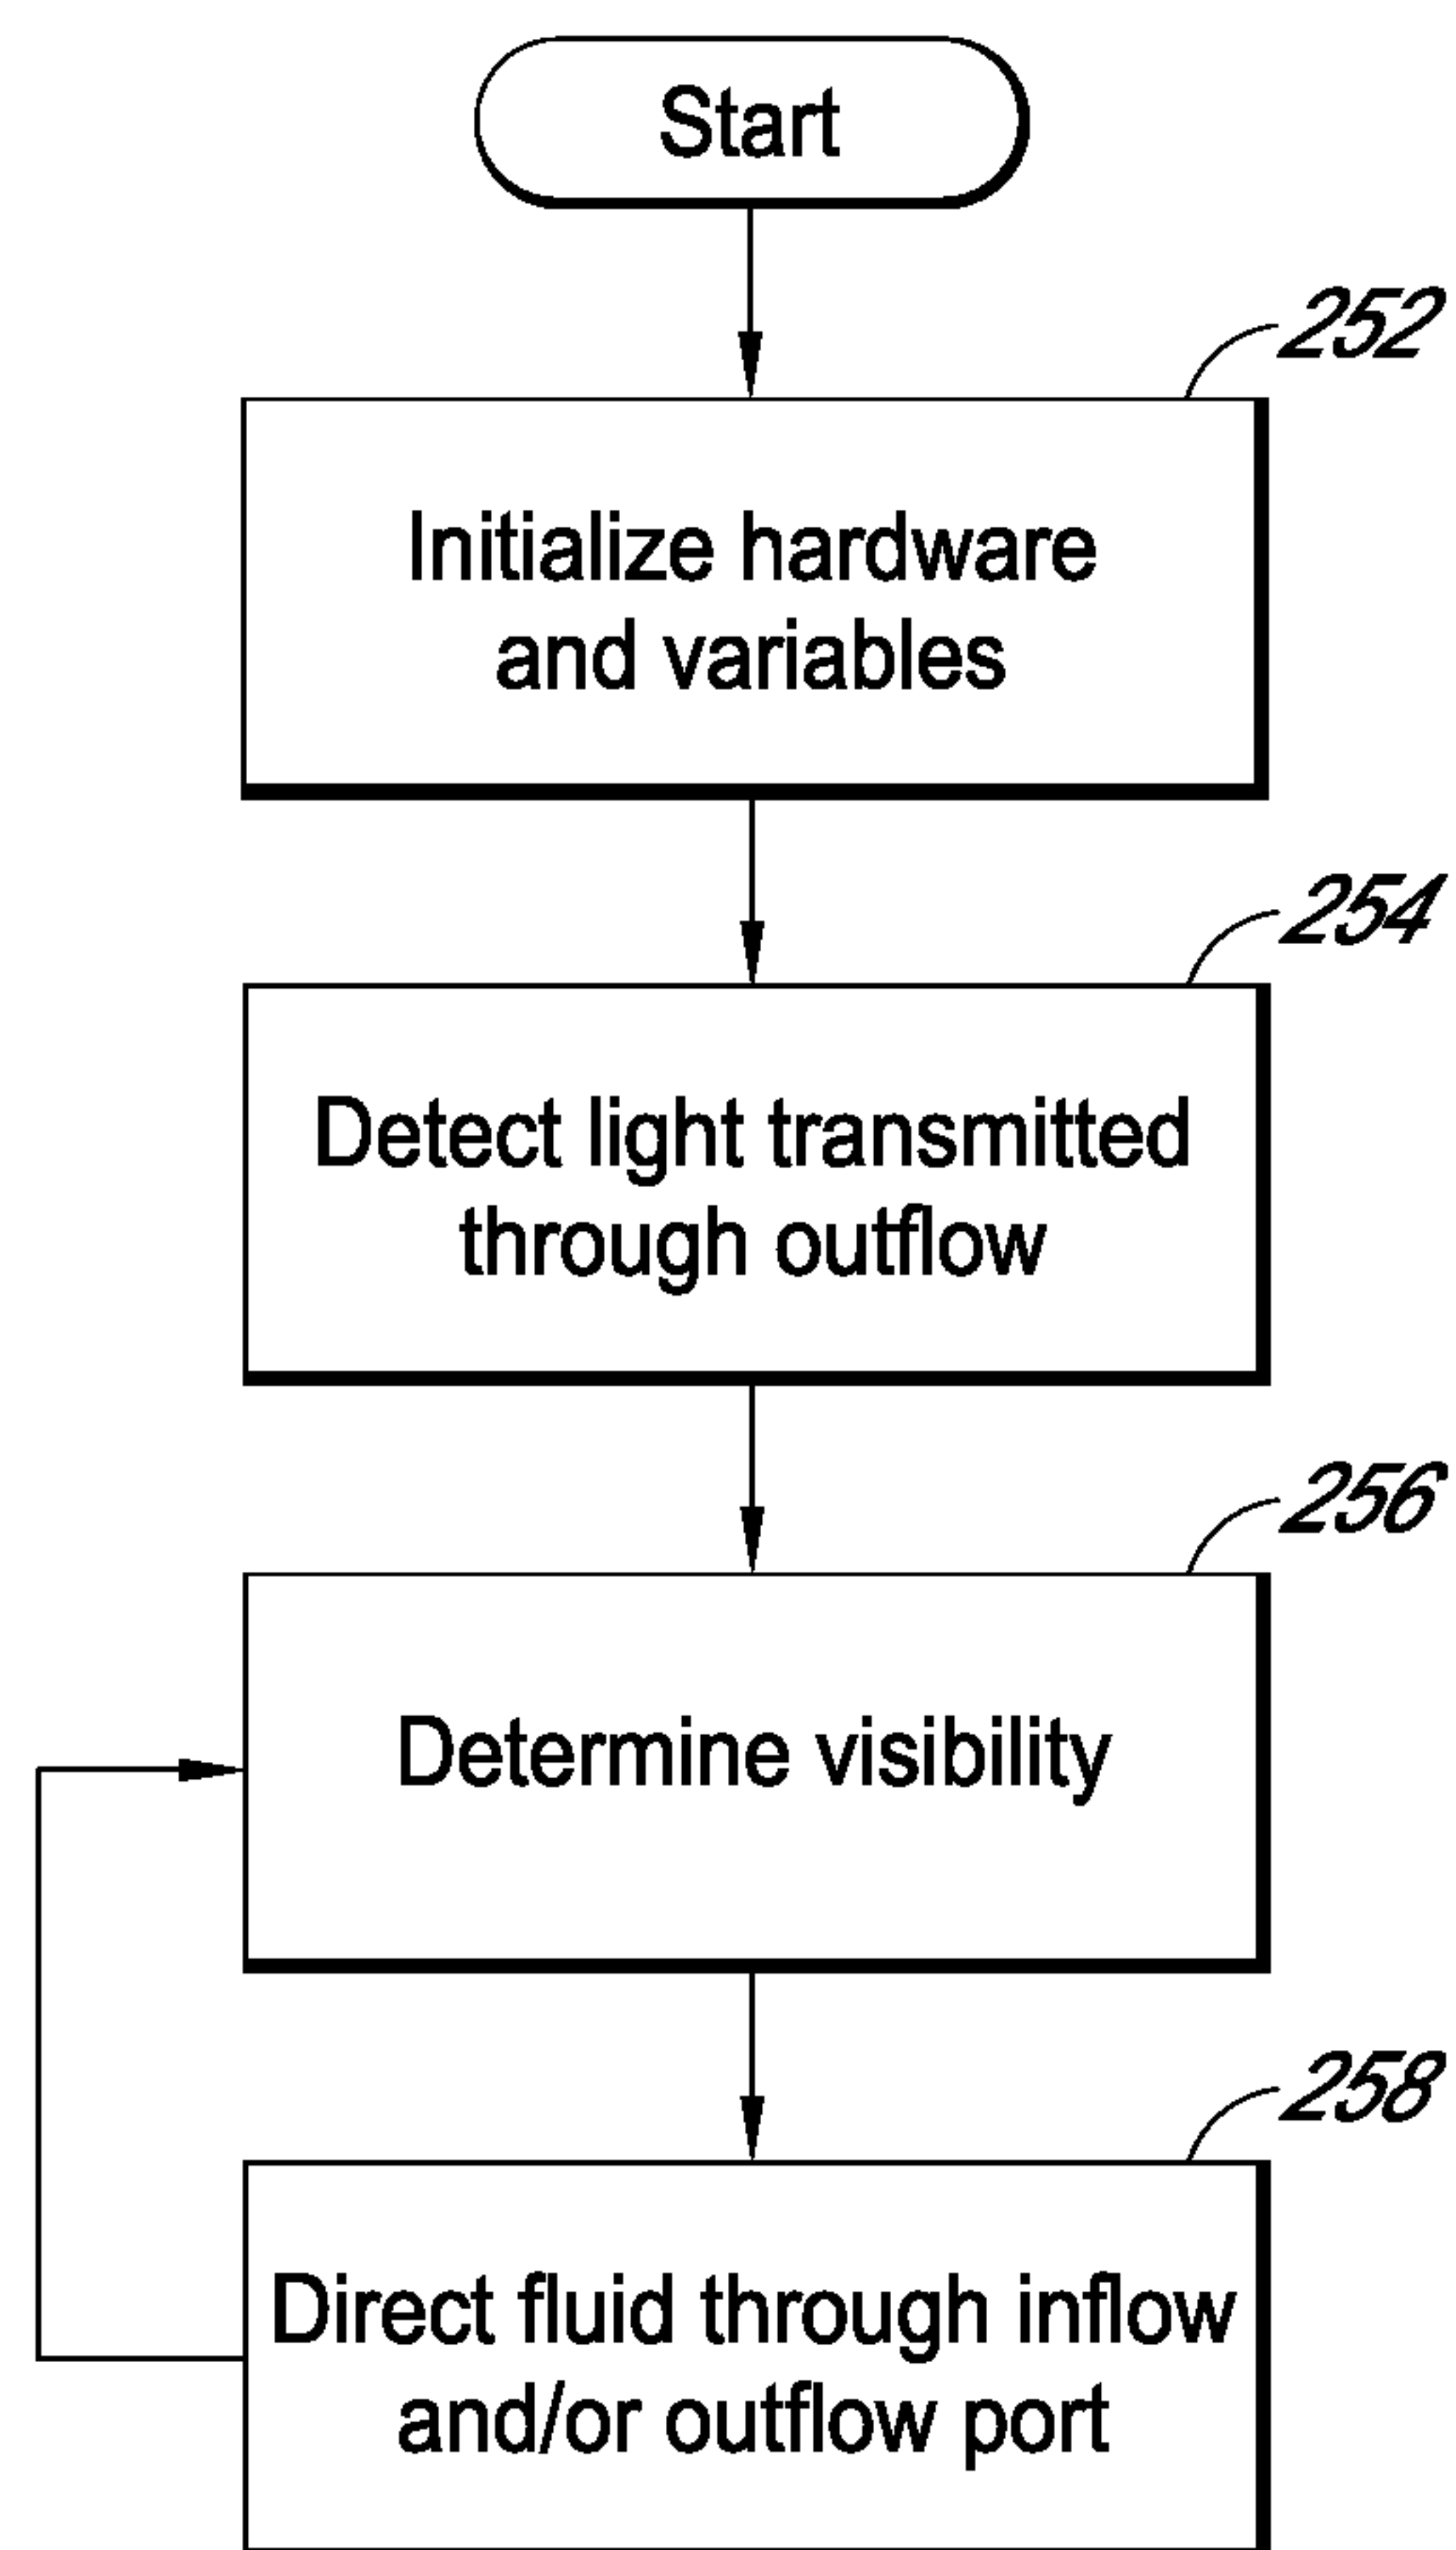 Start
252
Initialize hardware
and variables
254
Detect light transmitted
through outflow
256
Determine visibility
258
Direct fluid through inflow
and/or outflow port